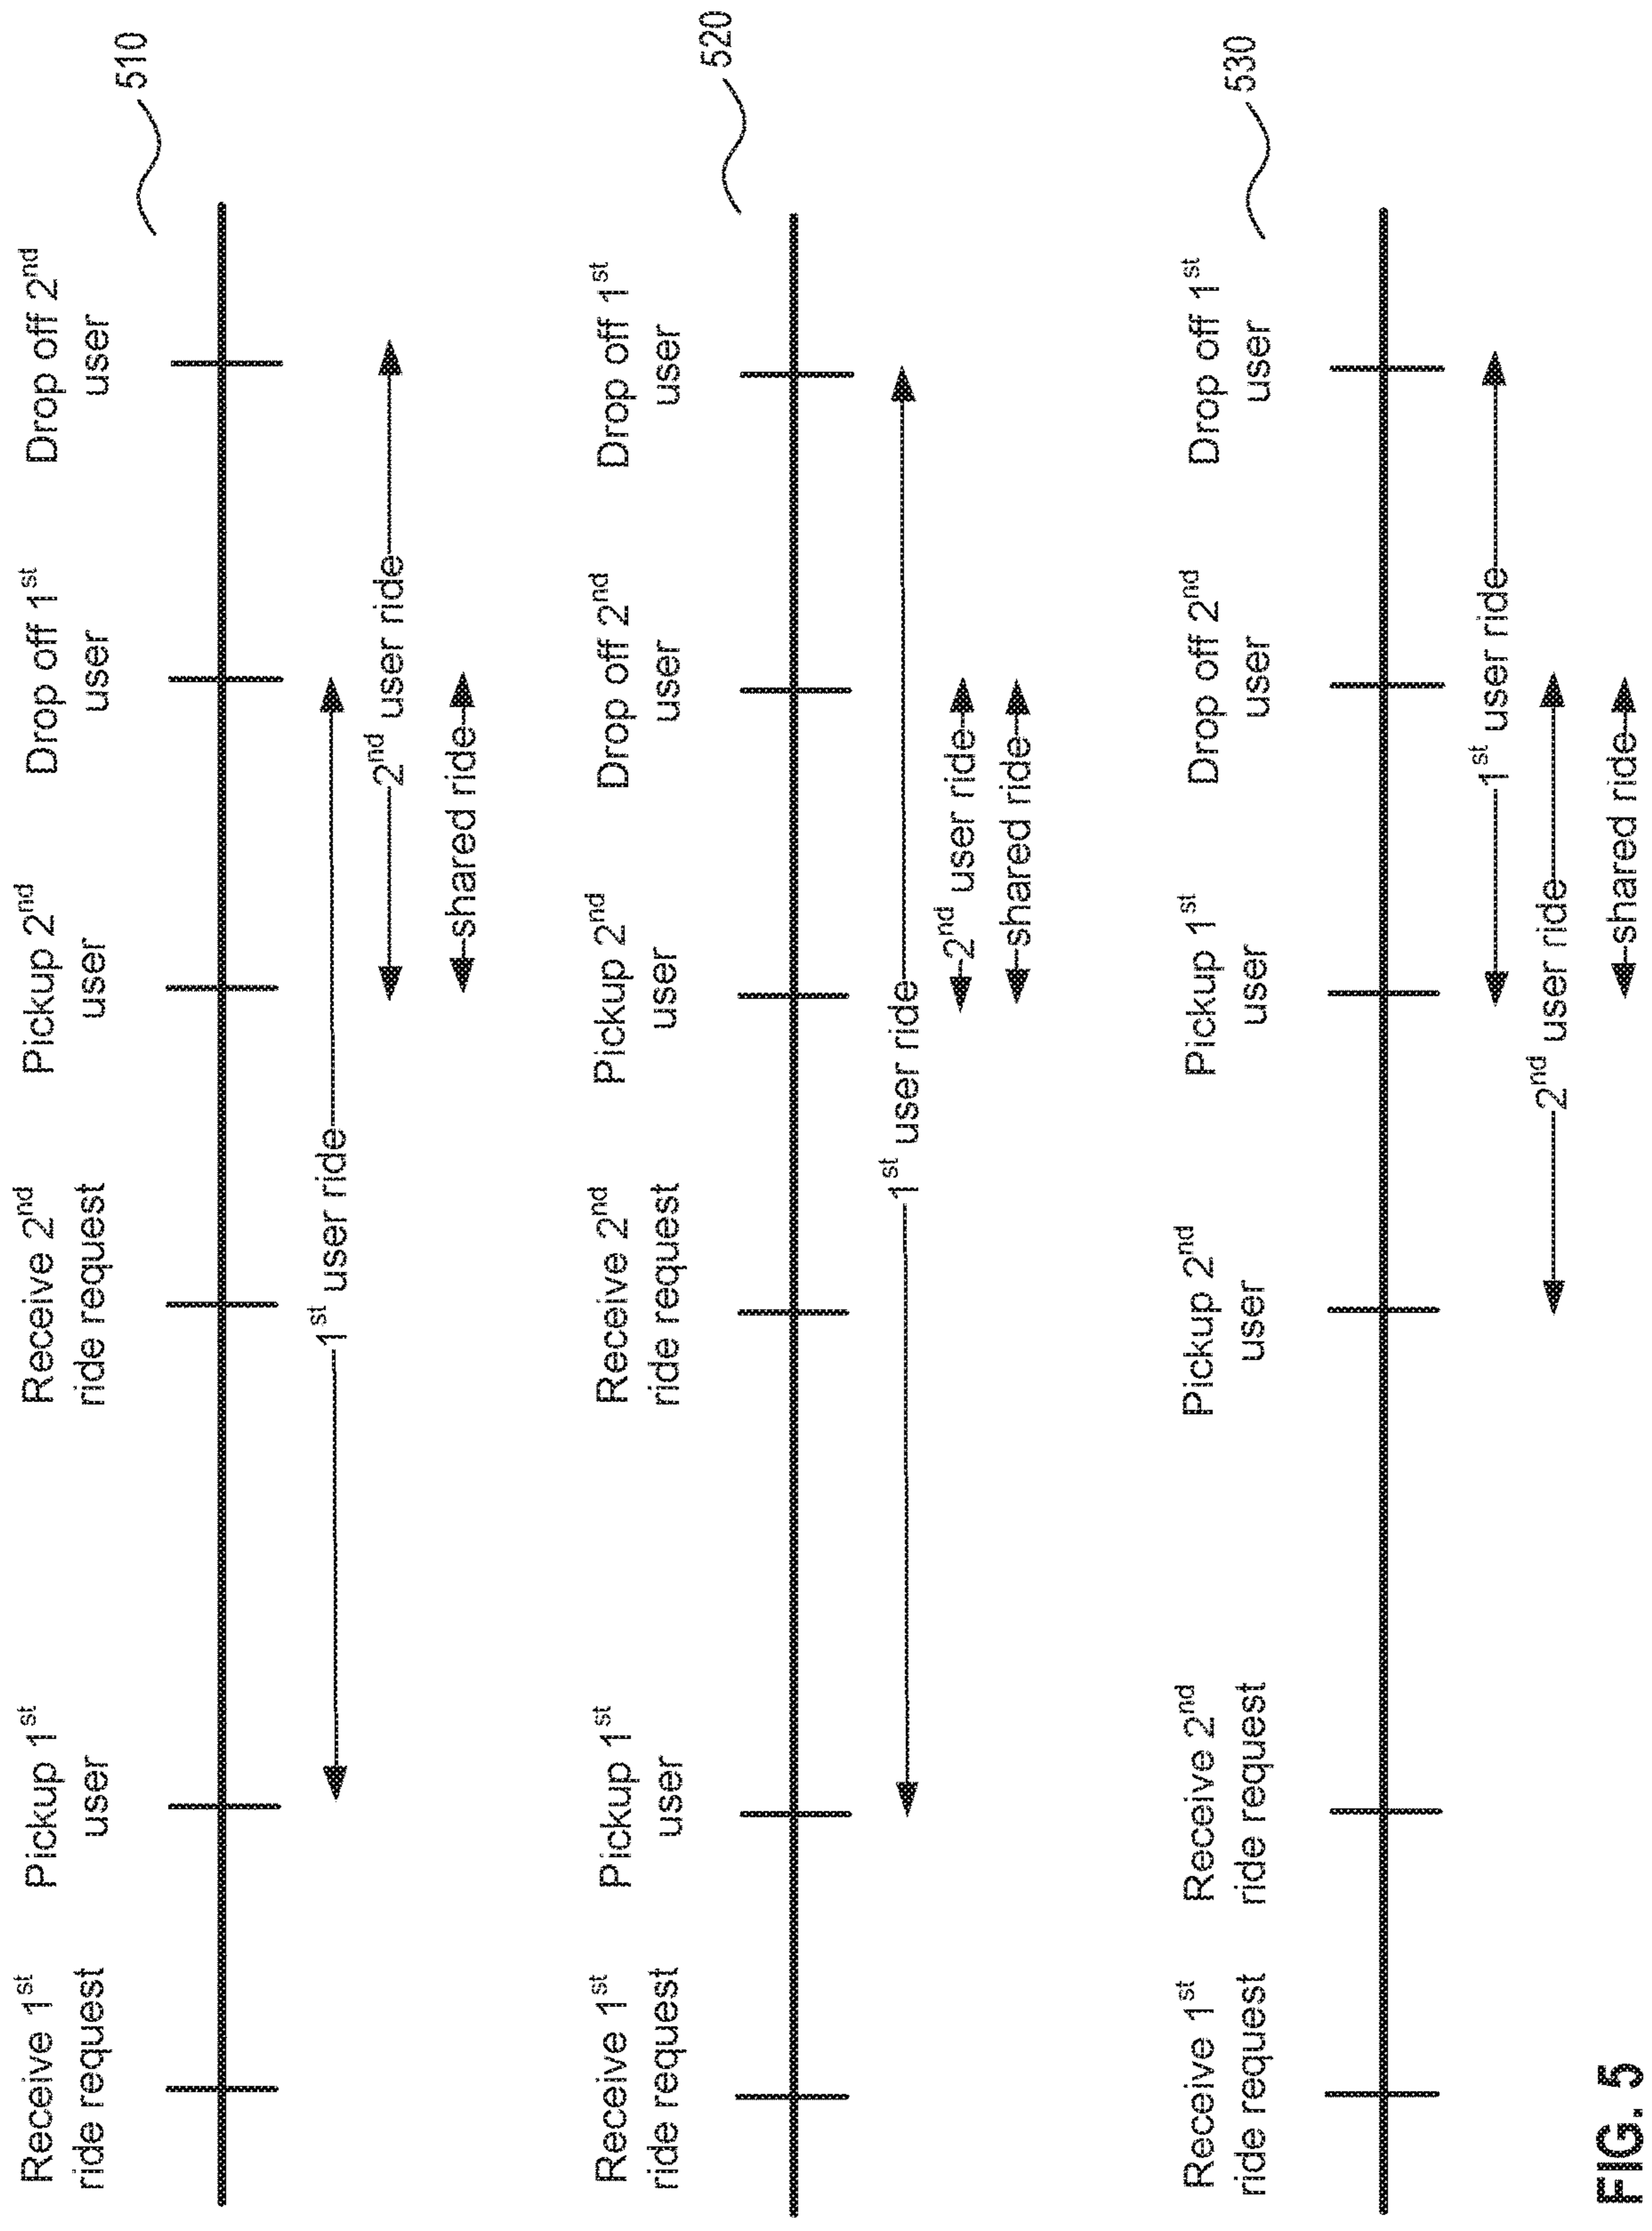 Receive 1st
ride request
Pickup 1st
user
Receive 2nd
ride request
Pickup 2nd
user
Drop off 1st
user
Drop off 2nd
user
510
1st user ride
2nd user ride
shared ride
Receive 1st
ride request
Pickup 1st
user
Receive 2nd
ride request
Pickup 2nd
user
Drop off 2nd
user
Drop off 1st
user
520
1st user ride
2nd user ride
shared ride
Receive 1st
ride request
Receive 2nd
ride request
Pickup 2nd
user
Pickup 1st
user
Drop off 2nd
user
Drop off 1st
user
530
1st user ride
2nd user ride
shared ride
FIG. 5